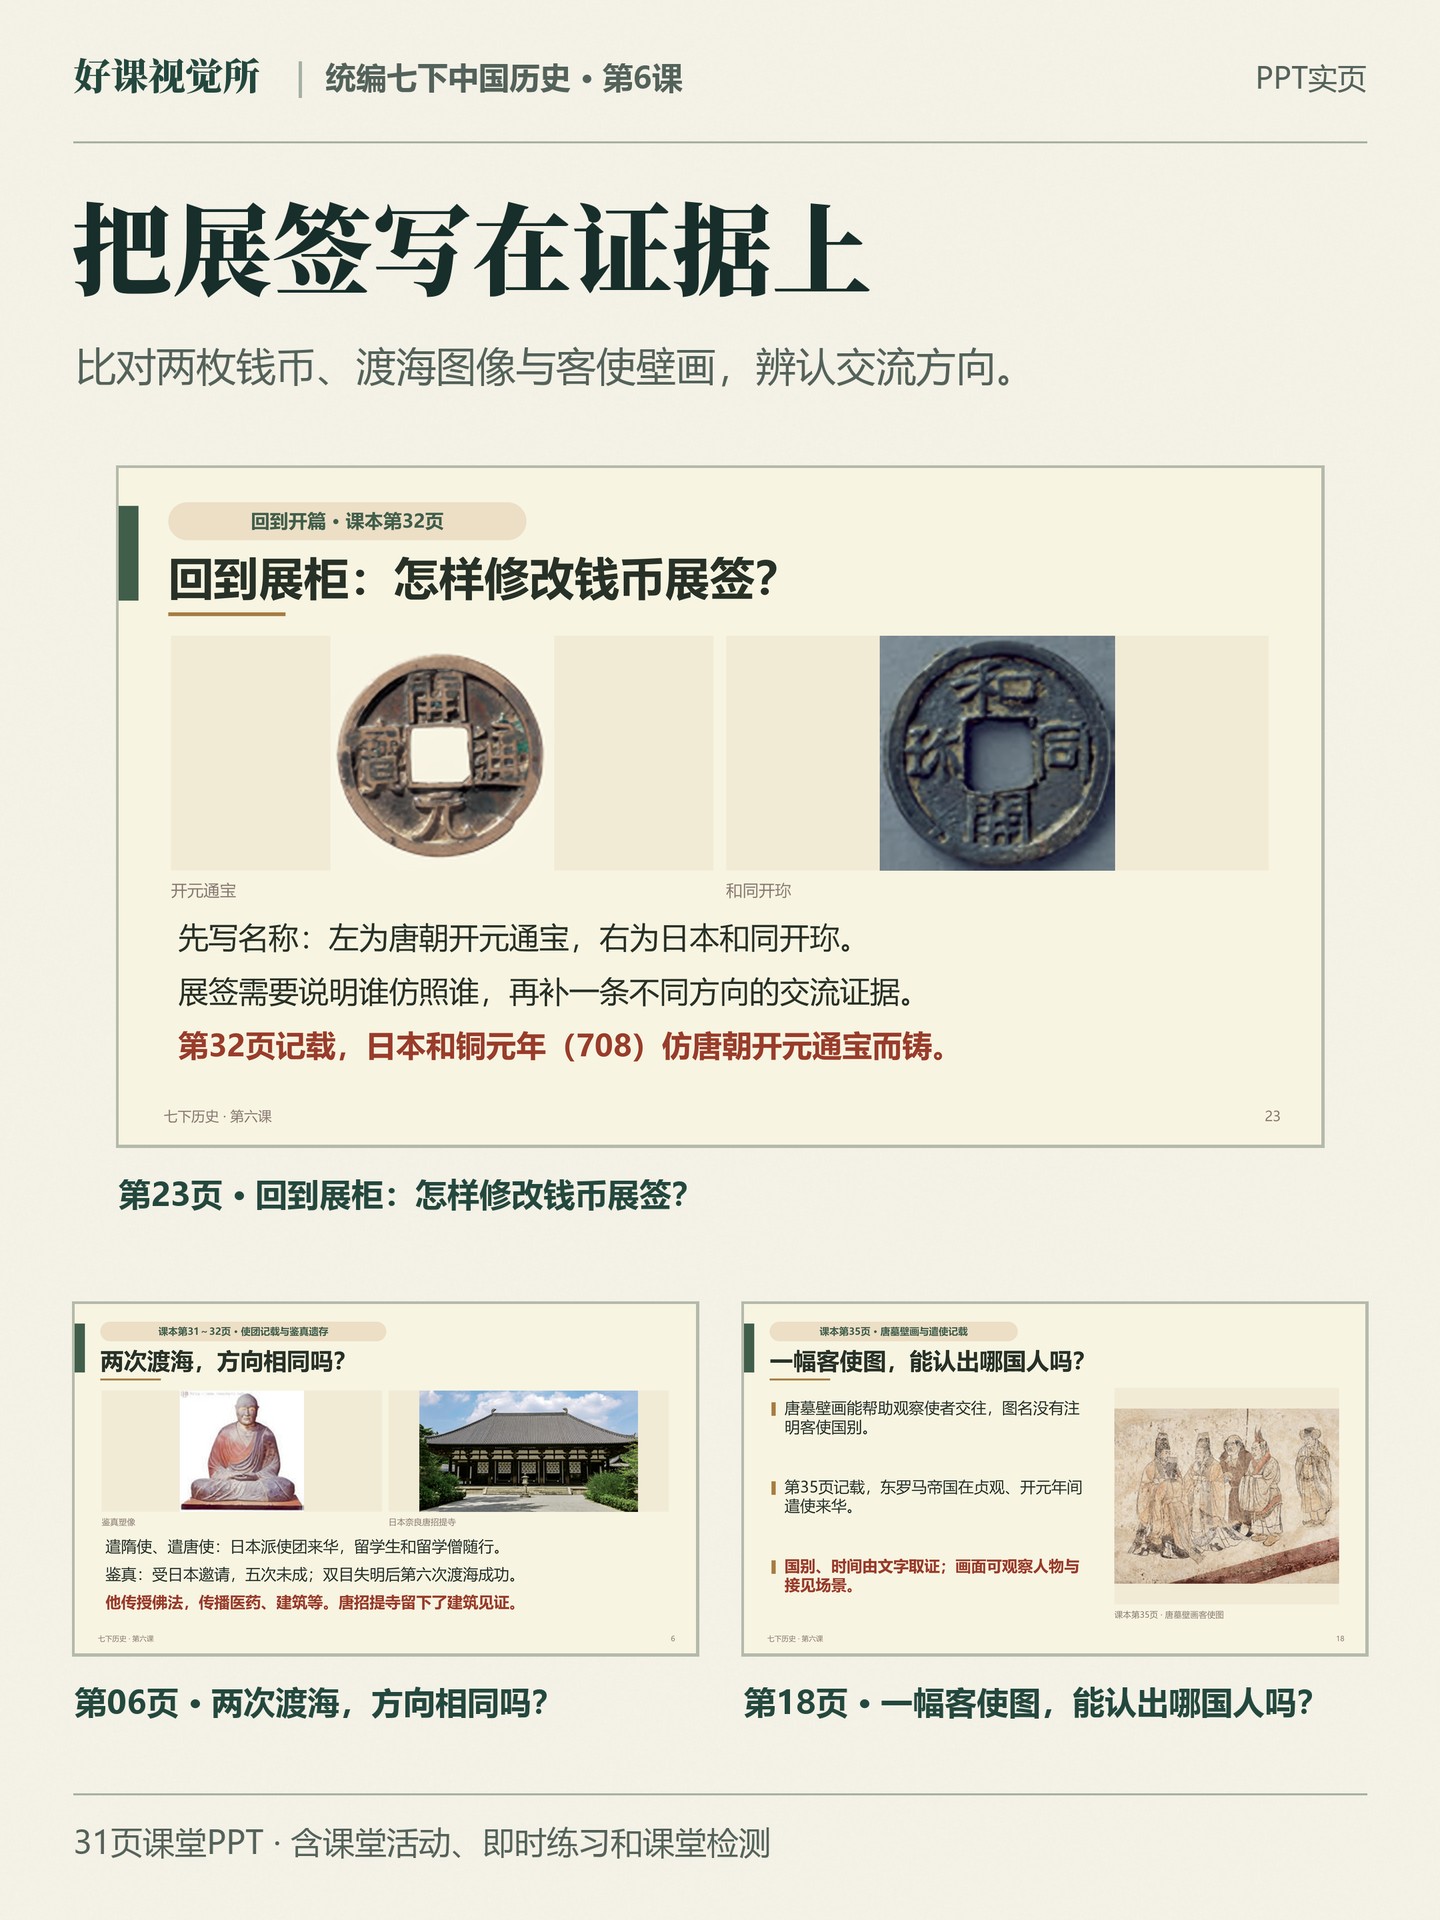 好课视觉所 | 统编七下中国历史·第6课
PPT实页
把展签写在证据上
比对两枚钱币、渡海图像与客使壁画，辨认交流方向。
回到开篇·课本第32页
回到展柜：怎样修改钱币展签？
開
通
元
寶
和
同
開
珎
开元通宝
和同开珎
先写名称：左为唐朝开元通宝，右为日本和同开珎。
展签需要说明谁仿照谁，再补一条不同方向的交流证据。
第32页记载，日本和铜元年（708）仿唐朝开元通宝而铸。
七下历史·第六课
23
第23页·回到展柜：怎样修改钱币展签？
课本第31～32页·使团记载与鉴真遗存
两次渡海，方向相同吗？
鉴真塑像
日本奈良唐招提寺
遣隋使、遣唐使：日本派使团来华，留学生和留学僧随行。
鉴真：受日本邀请，五次未成；双目失明后第六次渡海成功。
他传授佛法，传播医药、建筑等。唐招提寺留下了建筑见证。
七下历史·第六课
6
第06页·两次渡海，方向相同吗？
课本第35页·唐墓壁画与遣使记载
一幅客使图，能认出哪国人吗？
唐墓壁画能帮助观察使者交往，图名没有注
明客使国别。
第35页记载，东罗马帝国在贞观、开元年间
遣使来华。
国别、时间由文字取证；画面可观察人物与
接见场景。
课本第35页·唐墓壁画客使图
七下历史·第六课
18
第18页·一幅客使图，能认出哪国人吗？
31页课堂PPT·含课堂活动、即时练习和课堂检测